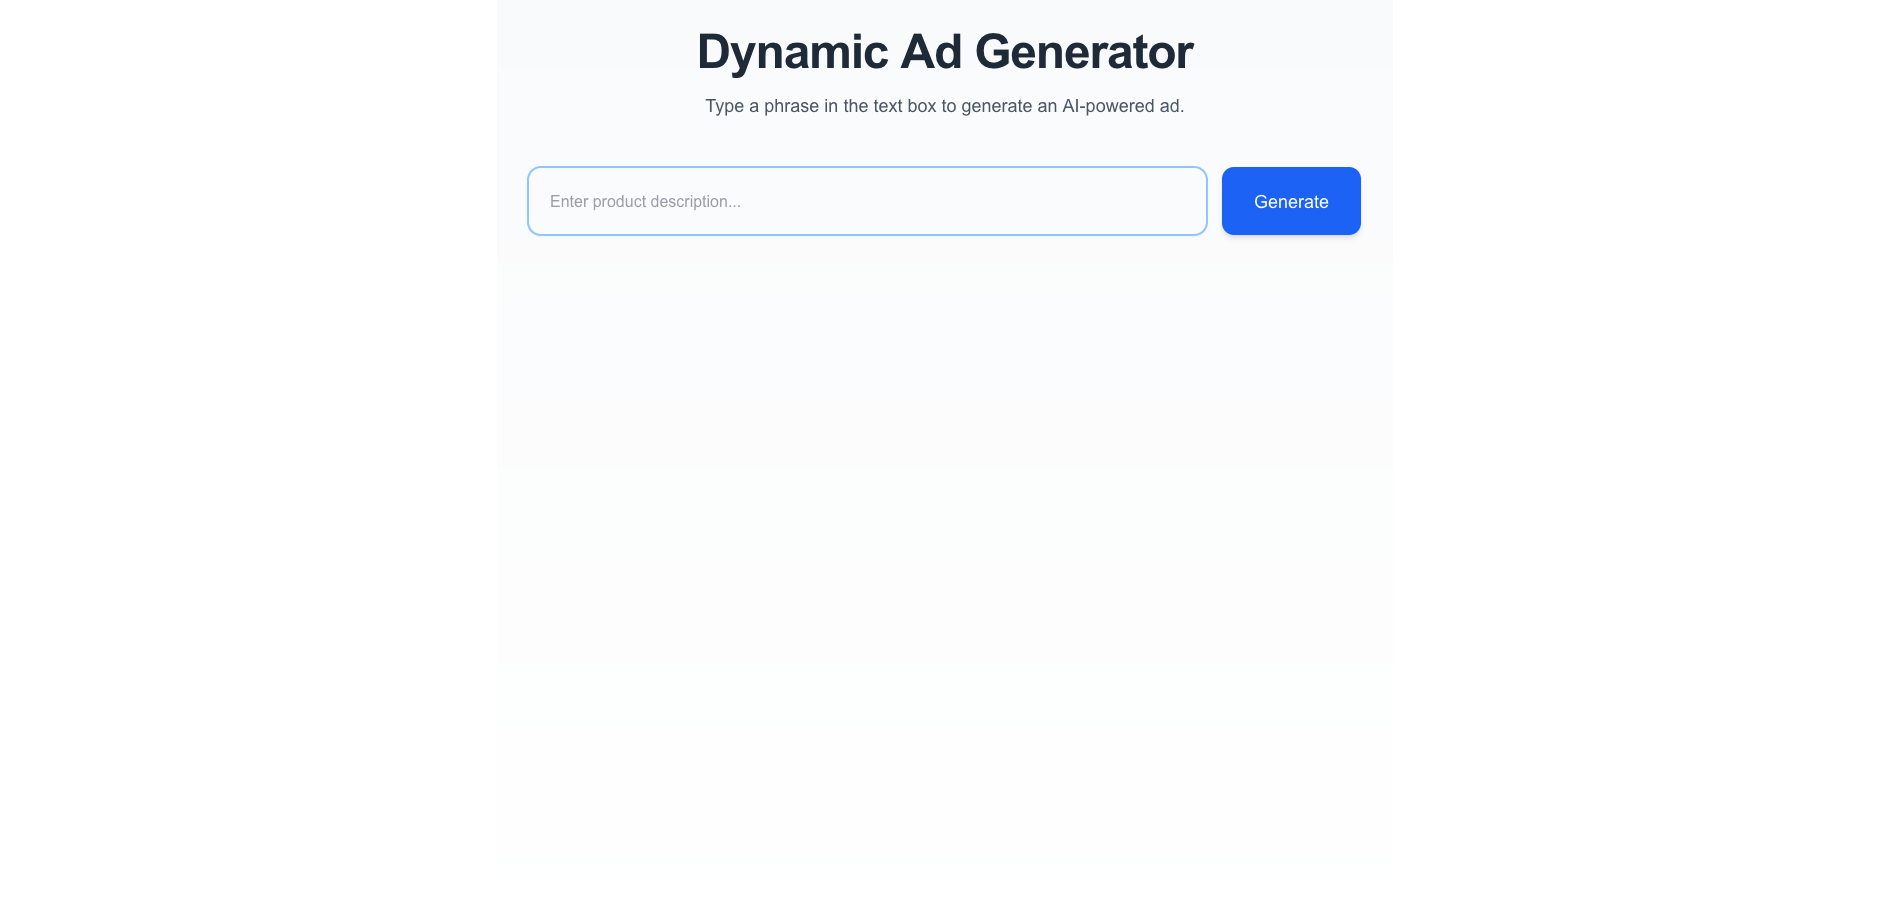 Dynamic Ad Generator
Type a phrase in the text box to generate an AI-powered ad.
Enter product description...
Generate